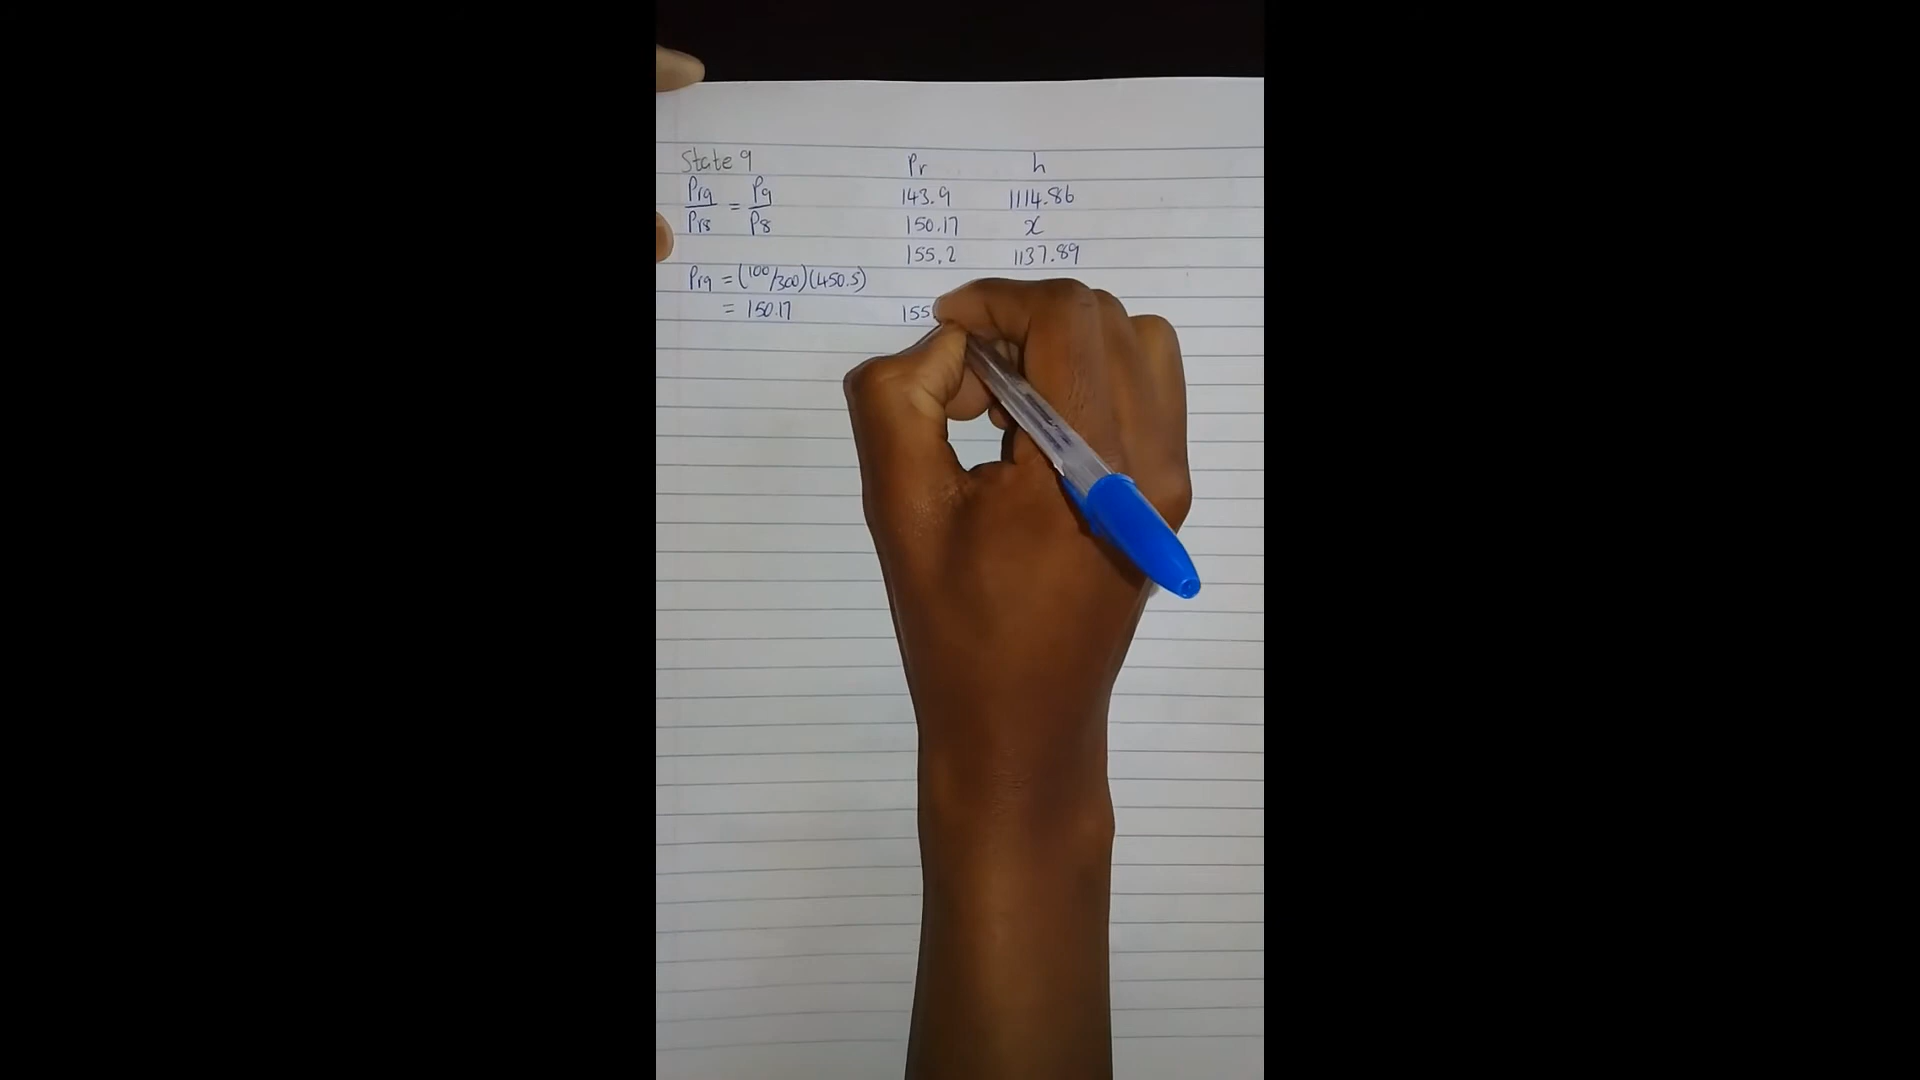 State 9
Pr9/Pr8 = P9/P8
Pr9 = (100/300)(450.5)
= 150.17
Pr h
143.9 1114.86
150.17 x
155.2 1137.89
155.